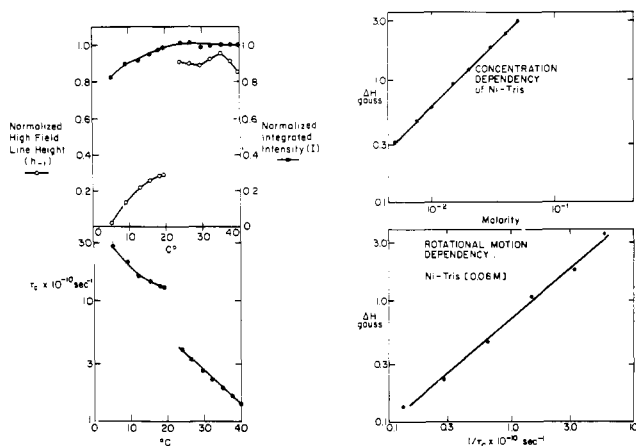 1.0
0.8
0.6
0.4
0.2
0
Normalized
High Field
Line Height
(h-1)
1.0
0.8
0.6
0.4
0.2
0
Normalized
Integrated
Intensity (I)
0 10 20 30 40
C°
30
10
3
1
τc x 10-10 sec-1
0 10 20 30 40
°C
3.0
1.0
0.3
0.1
ΔH
gauss
CONCENTRATION
DEPENDENCY
of Ni-Tris
10-2 10-1
Molarity
3.0
1.0
0.3
0.1
ΔH
gauss
ROTATIONAL MOTION
DEPENDENCY
Ni-Tris [0.06M]
0.1 0.3 1.0 3.0 10
1/τc x 10-10 sec-1